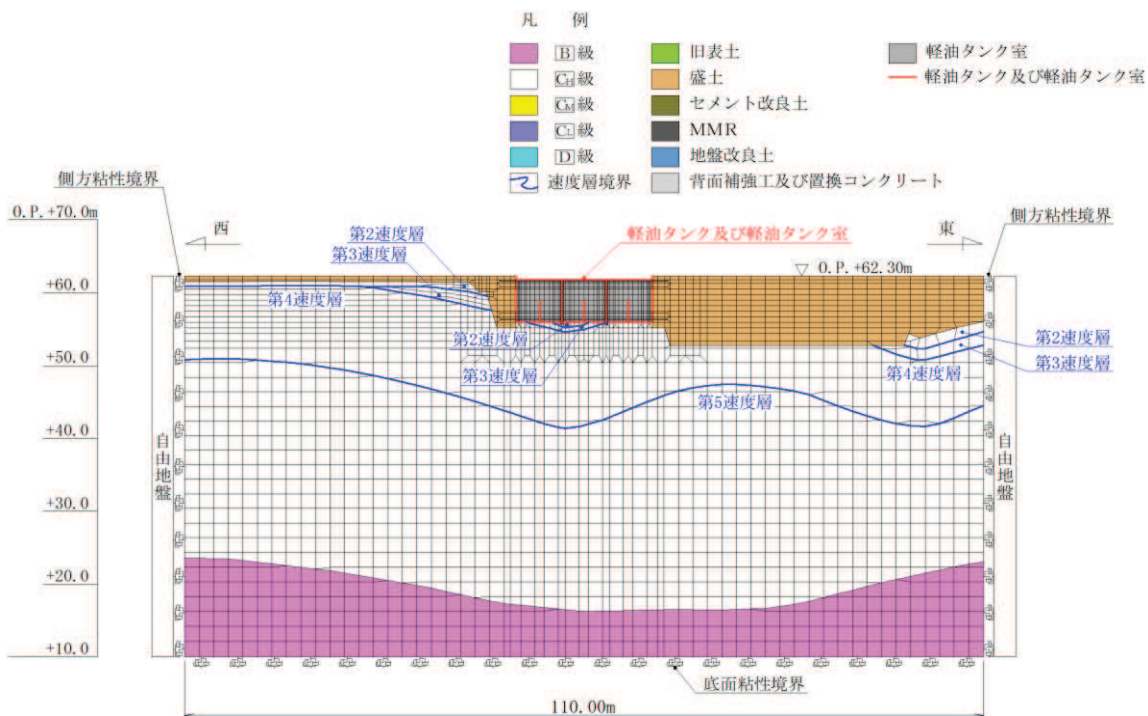 凡 例
B級
CH級
CM級
CL級
D級
速度層境界
旧表土
盛土
セメント改良土
MMR
地盤改良土
背面補強工及び置換コンクリート
軽油タンク室
軽油タンク及び軽油タンク室
側方粘性境界
側方粘性境界
O.P.+70.0m
+60.0
+50.0
+40.0
+30.0
+20.0
+10.0
西
東
第2速度層
第3速度層
第4速度層
軽油タンク及び軽油タンク室
O.P.+62.30m
第2速度層
第3速度層
第2速度層
第3速度層
第4速度層
第5速度層
自由地盤
自由地盤
底面粘性境界
110.00m